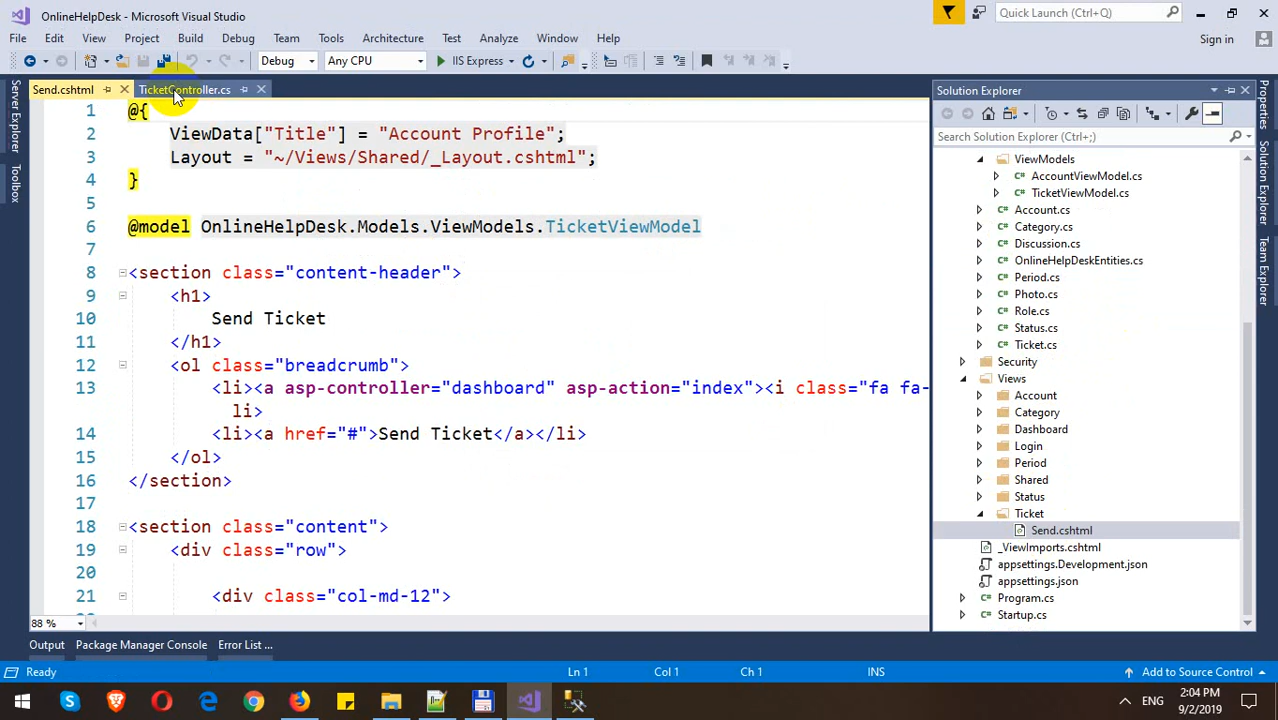 OnlineHelpDesk - Microsoft Visual Studio
Quick Launch (Ctrl+Q)
File Edit View Project Build Debug Team Tools Architecture Test Analyze Window Help
Sign in
Debug Any CPU IIS Express
Send.cshtml TicketController.cs
Server Explorer
Toolbox
1 @{
2 ViewData["Title"] = "Account Profile";
3 Layout = "~/Views/Shared/_Layout.cshtml";
4 }
5
6 @model OnlineHelpDesk.Models.ViewModels.TicketViewModel
7
8 <section class="content-header">
9 <h1>
10 Send Ticket
11 </h1>
12 <ol class="breadcrumb">
13 <li><a asp-controller="dashboard" asp-action="index"><i class="fa fa-
li>
14 <li><a href="#">Send Ticket</a></li>
15 </ol>
16 </section>
17
18 <section class="content">
19 <div class="row">
20
21 <div class="col-md-12">
88 %
Solution Explorer
Search Solution Explorer (Ctrl+;)
ViewModels
C# AccountViewModel.cs
C# TicketViewModel.cs
C# Account.cs
C# Category.cs
C# Discussion.cs
C# OnlineHelpDeskEntities.cs
C# Period.cs
C# Photo.cs
C# Role.cs
C# Status.cs
C# Ticket.cs
Security
Views
Account
Category
Dashboard
Login
Period
Shared
Status
Ticket
Send.cshtml
_ViewImports.cshtml
appsettings.Development.json
appsettings.json
C# Program.cs
C# Startup.cs
Properties
Solution Explorer
Team Explorer
Output Package Manager Console Error List ...
Ready Ln 1 Col 1 Ch 1 INS Add to Source Control
ENG
2:04 PM
9/2/2019